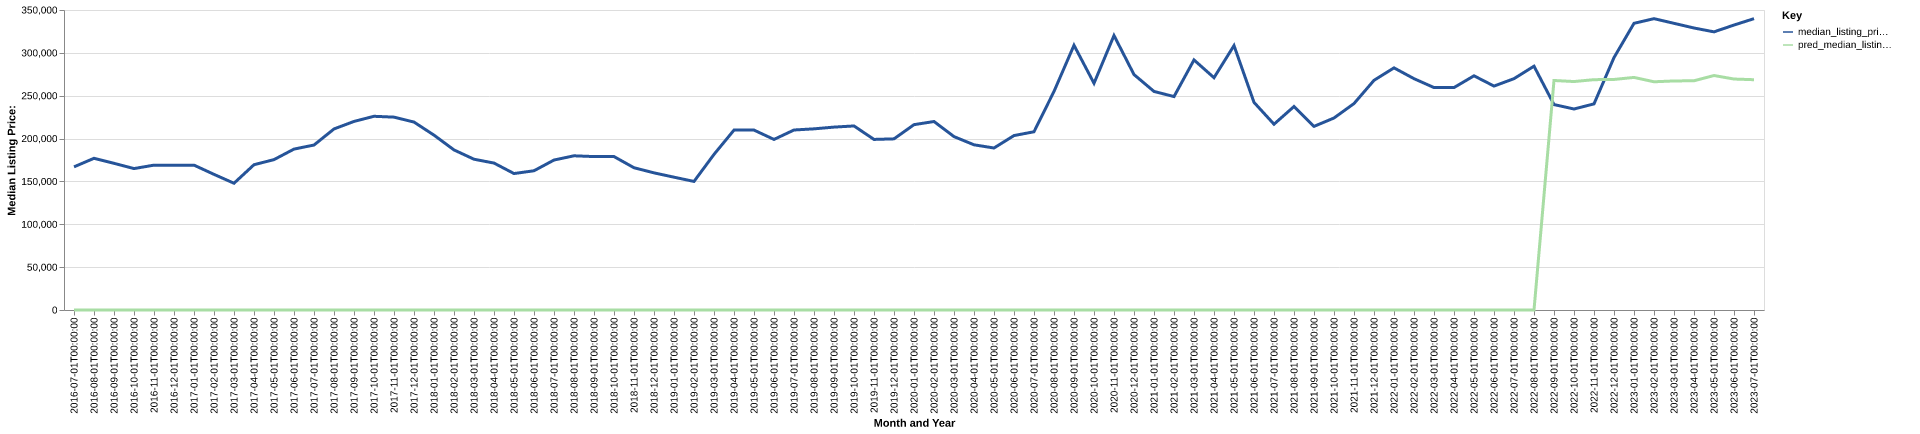 350,000
300,000
250,000
200,000
150,000
100,000
50,000
0
Median Listing Price:
2016-07-01T00:00:00
2016-08-01T00:00:00
2016-09-01T00:00:00
2016-10-01T00:00:00
2016-11-01T00:00:00
2016-12-01T00:00:00
2017-01-01T00:00:00
2017-02-01T00:00:00
2017-03-01T00:00:00
2017-04-01T00:00:00
2017-05-01T00:00:00
2017-06-01T00:00:00
2017-07-01T00:00:00
2017-08-01T00:00:00
2017-09-01T00:00:00
2017-10-01T00:00:00
2017-11-01T00:00:00
2017-12-01T00:00:00
2018-01-01T00:00:00
2018-02-01T00:00:00
2018-03-01T00:00:00
2018-04-01T00:00:00
2018-05-01T00:00:00
2018-06-01T00:00:00
2018-07-01T00:00:00
2018-08-01T00:00:00
2018-09-01T00:00:00
2018-10-01T00:00:00
2018-11-01T00:00:00
2018-12-01T00:00:00
2019-01-01T00:00:00
2019-02-01T00:00:00
2019-03-01T00:00:00
2019-04-01T00:00:00
2019-05-01T00:00:00
2019-06-01T00:00:00
2019-07-01T00:00:00
2019-08-01T00:00:00
2019-09-01T00:00:00
2019-10-01T00:00:00
2019-11-01T00:00:00
2019-12-01T00:00:00
2020-01-01T00:00:00
2020-02-01T00:00:00
2020-03-01T00:00:00
2020-04-01T00:00:00
2020-05-01T00:00:00
2020-06-01T00:00:00
2020-07-01T00:00:00
2020-08-01T00:00:00
2020-09-01T00:00:00
2020-10-01T00:00:00
2020-11-01T00:00:00
2020-12-01T00:00:00
2021-01-01T00:00:00
2021-02-01T00:00:00
2021-03-01T00:00:00
2021-04-01T00:00:00
2021-05-01T00:00:00
2021-06-01T00:00:00
2021-07-01T00:00:00
2021-08-01T00:00:00
2021-09-01T00:00:00
2021-10-01T00:00:00
2021-11-01T00:00:00
2021-12-01T00:00:00
2022-01-01T00:00:00
2022-02-01T00:00:00
2022-03-01T00:00:00
2022-04-01T00:00:00
2022-05-01T00:00:00
2022-06-01T00:00:00
2022-07-01T00:00:00
2022-08-01T00:00:00
2022-09-01T00:00:00
2022-10-01T00:00:00
2022-11-01T00:00:00
2022-12-01T00:00:00
2023-01-01T00:00:00
2023-02-01T00:00:00
2023-03-01T00:00:00
2023-04-01T00:00:00
2023-05-01T00:00:00
2023-06-01T00:00:00
2023-07-01T00:00:00
Month and Year
Key
median_listing_pri…
pred_median_listin…